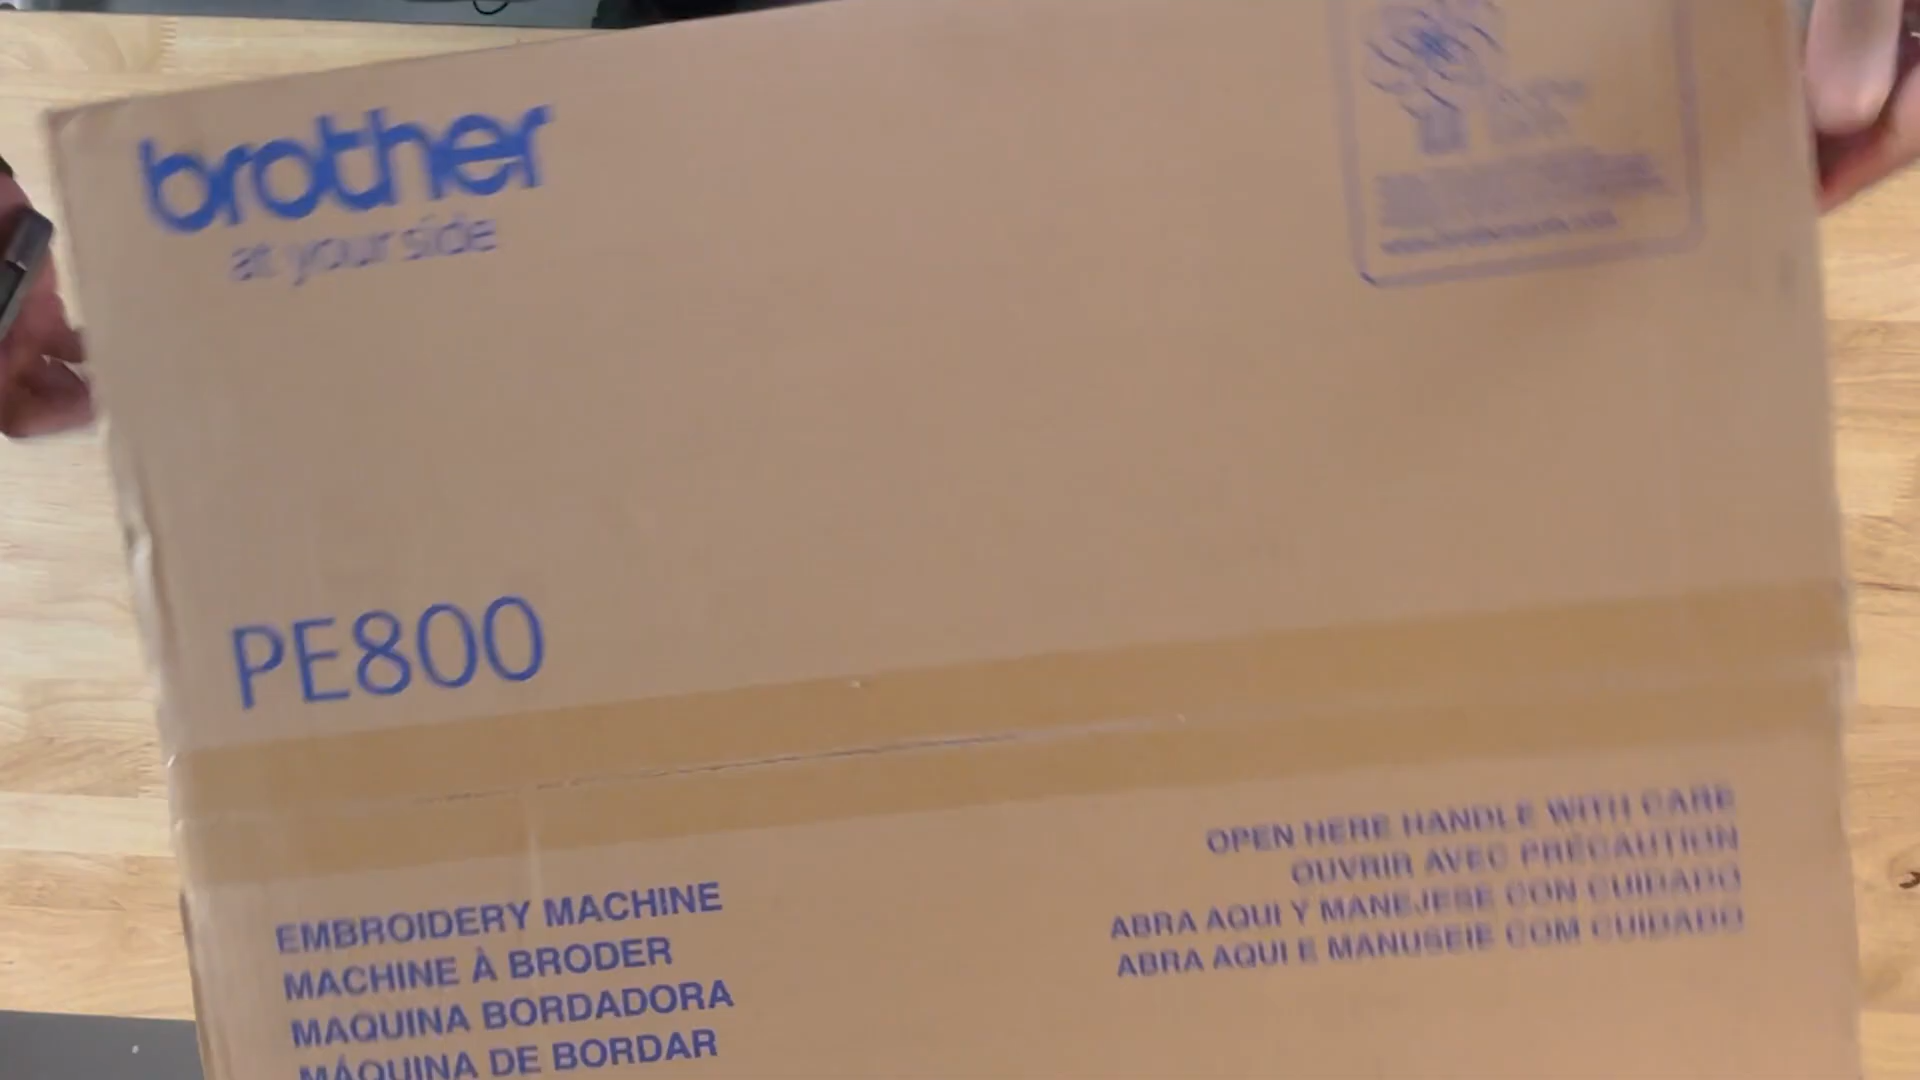 brother
at your side
PE800
OPEN HERE HANDLE WITH CARE
OUVRIR AVEC PRÉCAUTION
ABRA AQUI Y MANEJESE CON CUIDADO
ABRA AQUI E MANUSEIE COM CUIDADO
EMBROIDERY MACHINE
MACHINE À BRODER
MAQUINA BORDADORA
MÁQUINA DE BORDAR